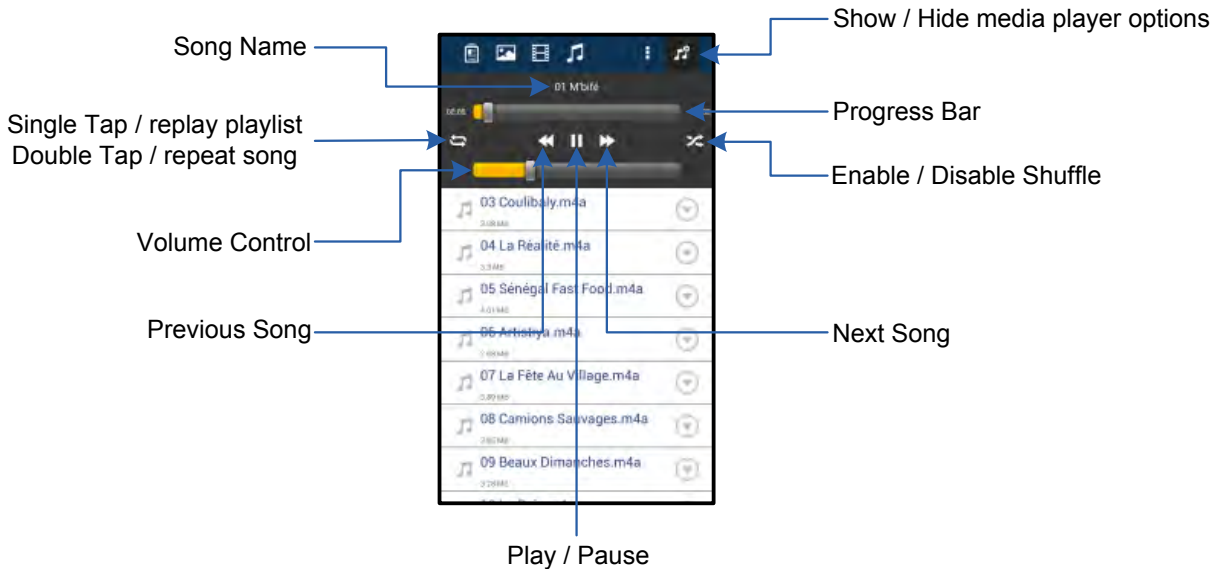 Show / Hide media player options
Song Name
01 M'bifé
Progress Bar
Single Tap / replay playlist
Double Tap / repeat song
Enable / Disable Shuffle
03 Coulibaly.m4a
Volume Control
04 La Réalité.m4a
05 Sénégal Fast Food.m4a
4.01 MB
Previous Song
06 Artistiya.m4a
Next Song
07 La Fête Au Village.m4a
08 Camions Sauvages.m4a
09 Beaux Dimanches.m4a
Play / Pause